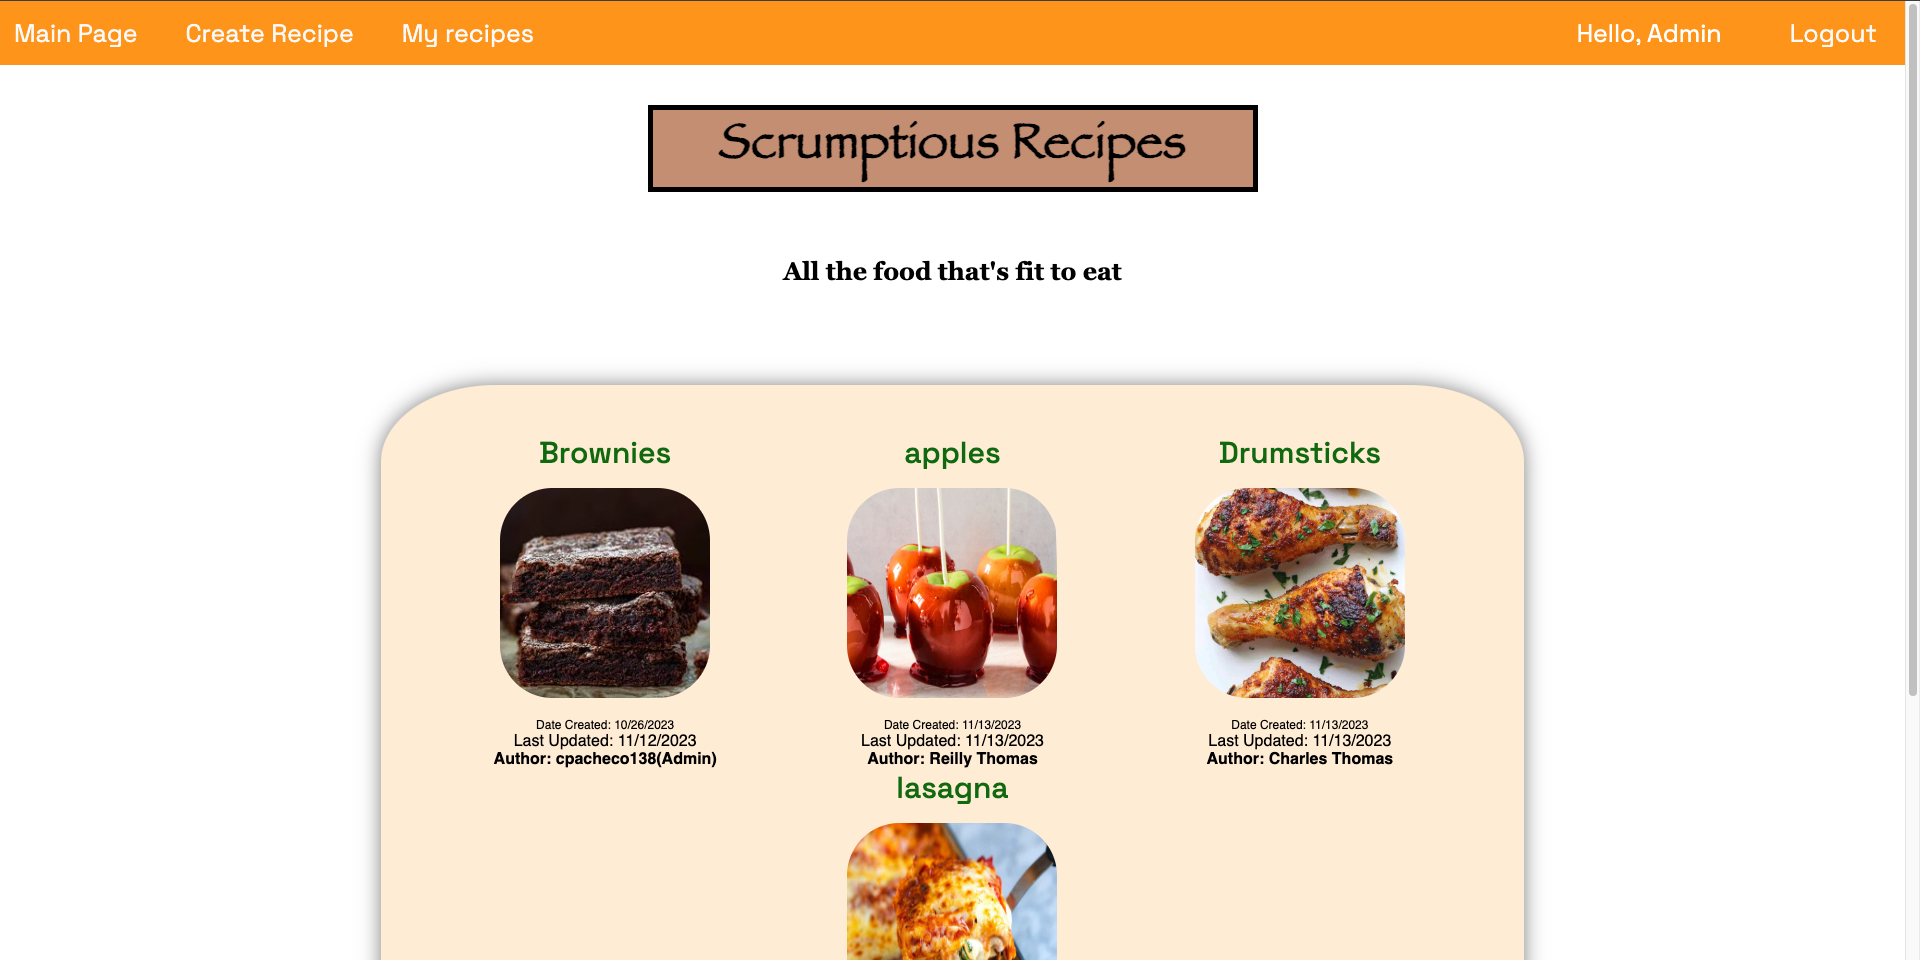 Main Page Create Recipe My recipes Hello, Admin Logout
Scrumptious Recipes
All the food that's fit to eat
Brownies
Date Created: 10/26/2023
Last Updated: 11/12/2023
Author: cpacheco138(Admin)
apples
Date Created: 11/13/2023
Last Updated: 11/13/2023
Author: Reilly Thomas
Drumsticks
Date Created: 11/13/2023
Last Updated: 11/13/2023
Author: Charles Thomas
lasagna